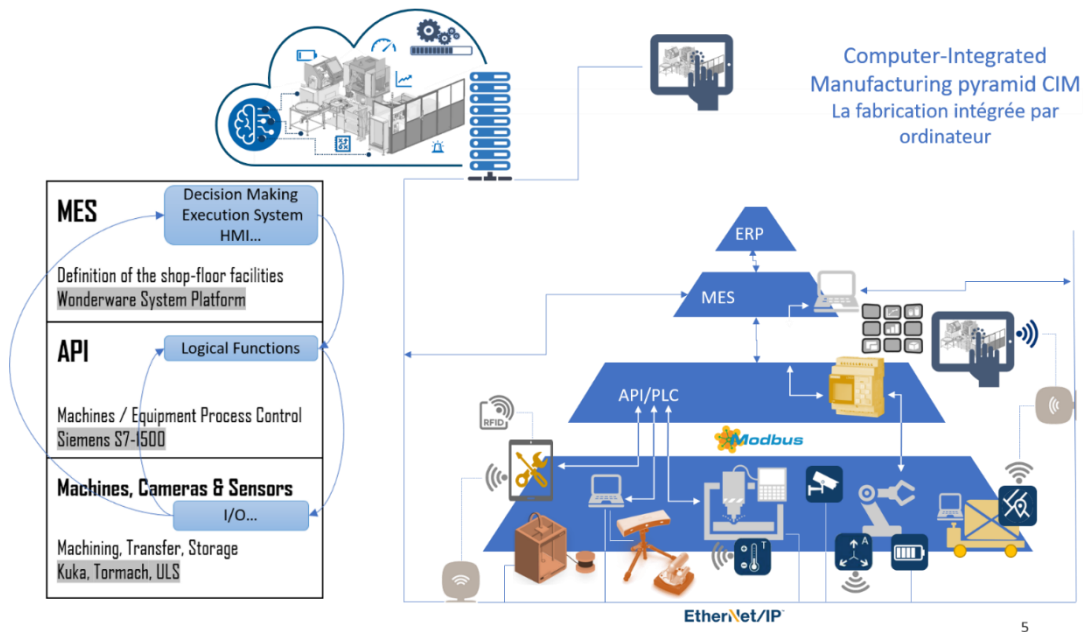 Computer-Integrated
Manufacturing pyramid CIM
La fabrication intégrée par
ordinateur
MES
Decision Making
Execution System
HMI...
Definition of the shop-floor facilities
Wonderware System Platform
API
Logical Functions
Machines / Equipment Process Control
Siemens S7-1500
Machines, Cameras & Sensors
I/O...
Machining, Transfer, Storage
Kuka, Tormach, ULS
ERP
MES
API/PLC
RFID
Modbus
T
A
EtherNet/IP
5